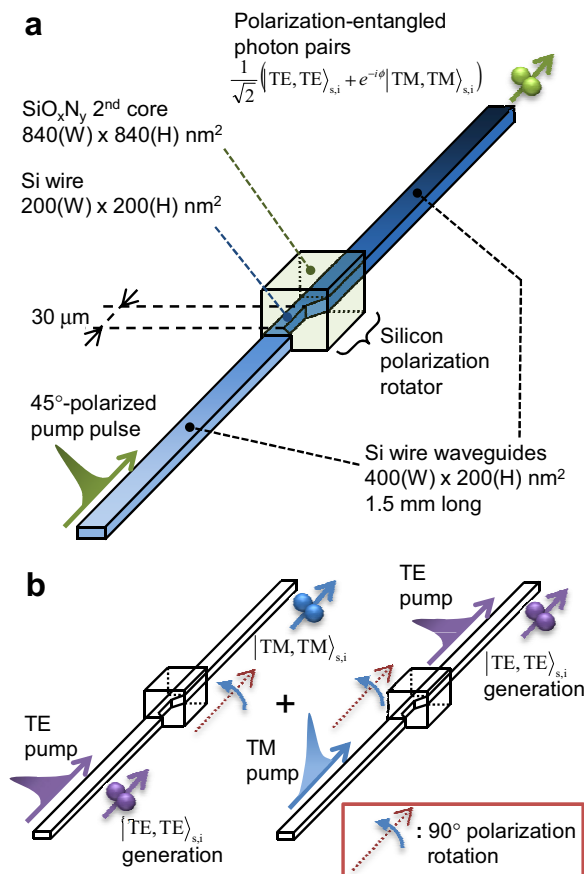 a
Polarization-entangled
photon pairs
1/√2 (|TE,TE⟩s,i + e^{-iϕ}|TM,TM⟩s,i)
SiOxNy 2nd core
840(W) x 840(H) nm2
Si wire
200(W) x 200(H) nm2
30 μm
Silicon
polarization
rotator
45°-polarized
pump pulse
Si wire waveguides
400(W) x 200(H) nm2
1.5 mm long
b
TE
pump
|TE,TE⟩s,i
generation
|TM,TM⟩s,i
+
TM
pump
TE
pump
|TE,TE⟩s,i
generation
: 90° polarization
rotation